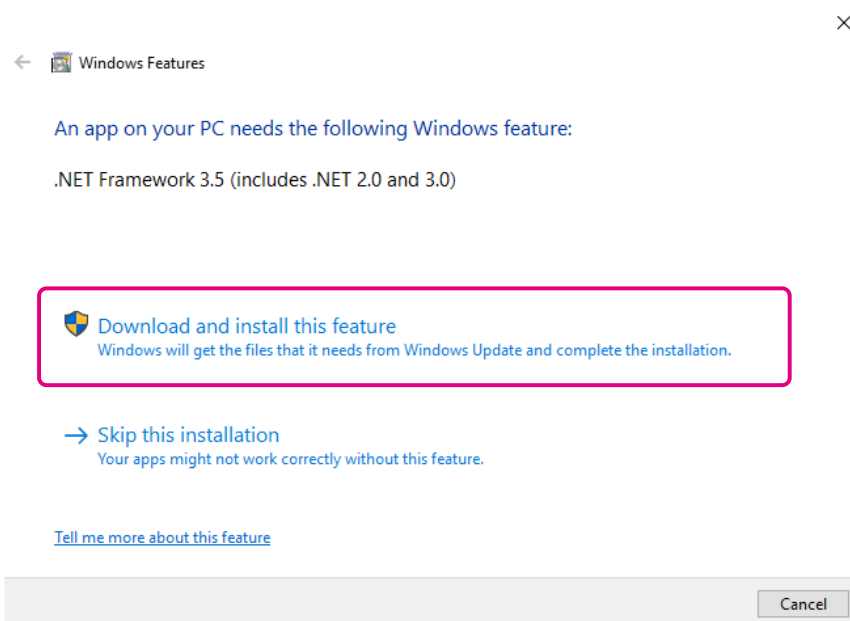 Windows Features
An app on your PC needs the following Windows feature:
.NET Framework 3.5 (includes .NET 2.0 and 3.0)
Download and install this feature
Windows will get the files that it needs from Windows Update and complete the installation.
Skip this installation
Your apps might not work correctly without this feature.
Tell me more about this feature
Cancel